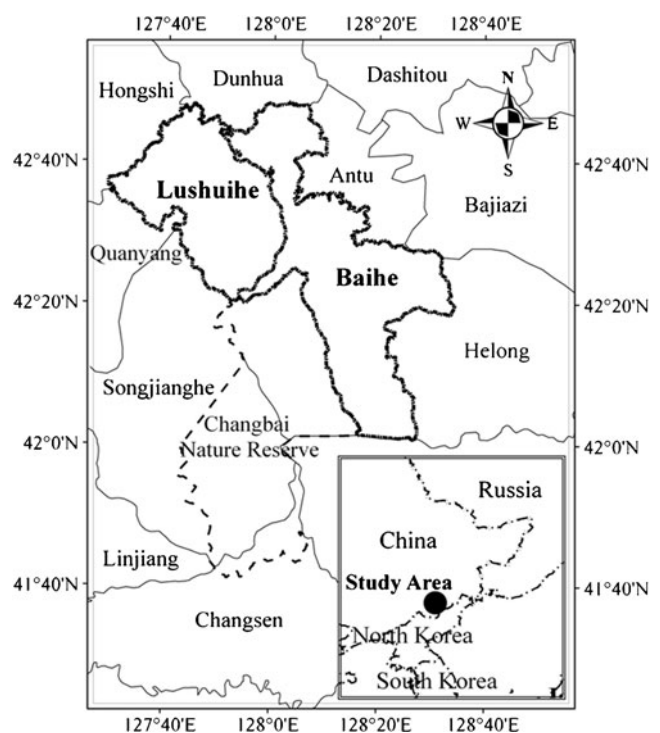 127°40'E 128°0'E 128°20'E 128°40'E
Dunhua
Dashitou
Hongshi
N
W E
S
42°40'N
42°40'N
Antu
Lushuihe
Bajiazi
Quanyang
Baihe
42°20'N
42°20'N
Helong
Songjianghe
Changbai
Nature Reserve
42°0'N
42°0'N
Russia
China
Linjiang
Study Area
41°40'N
41°40'N
Changsen
North Korea
South Korea
127°40'E 128°0'E 128°20'E 128°40'E